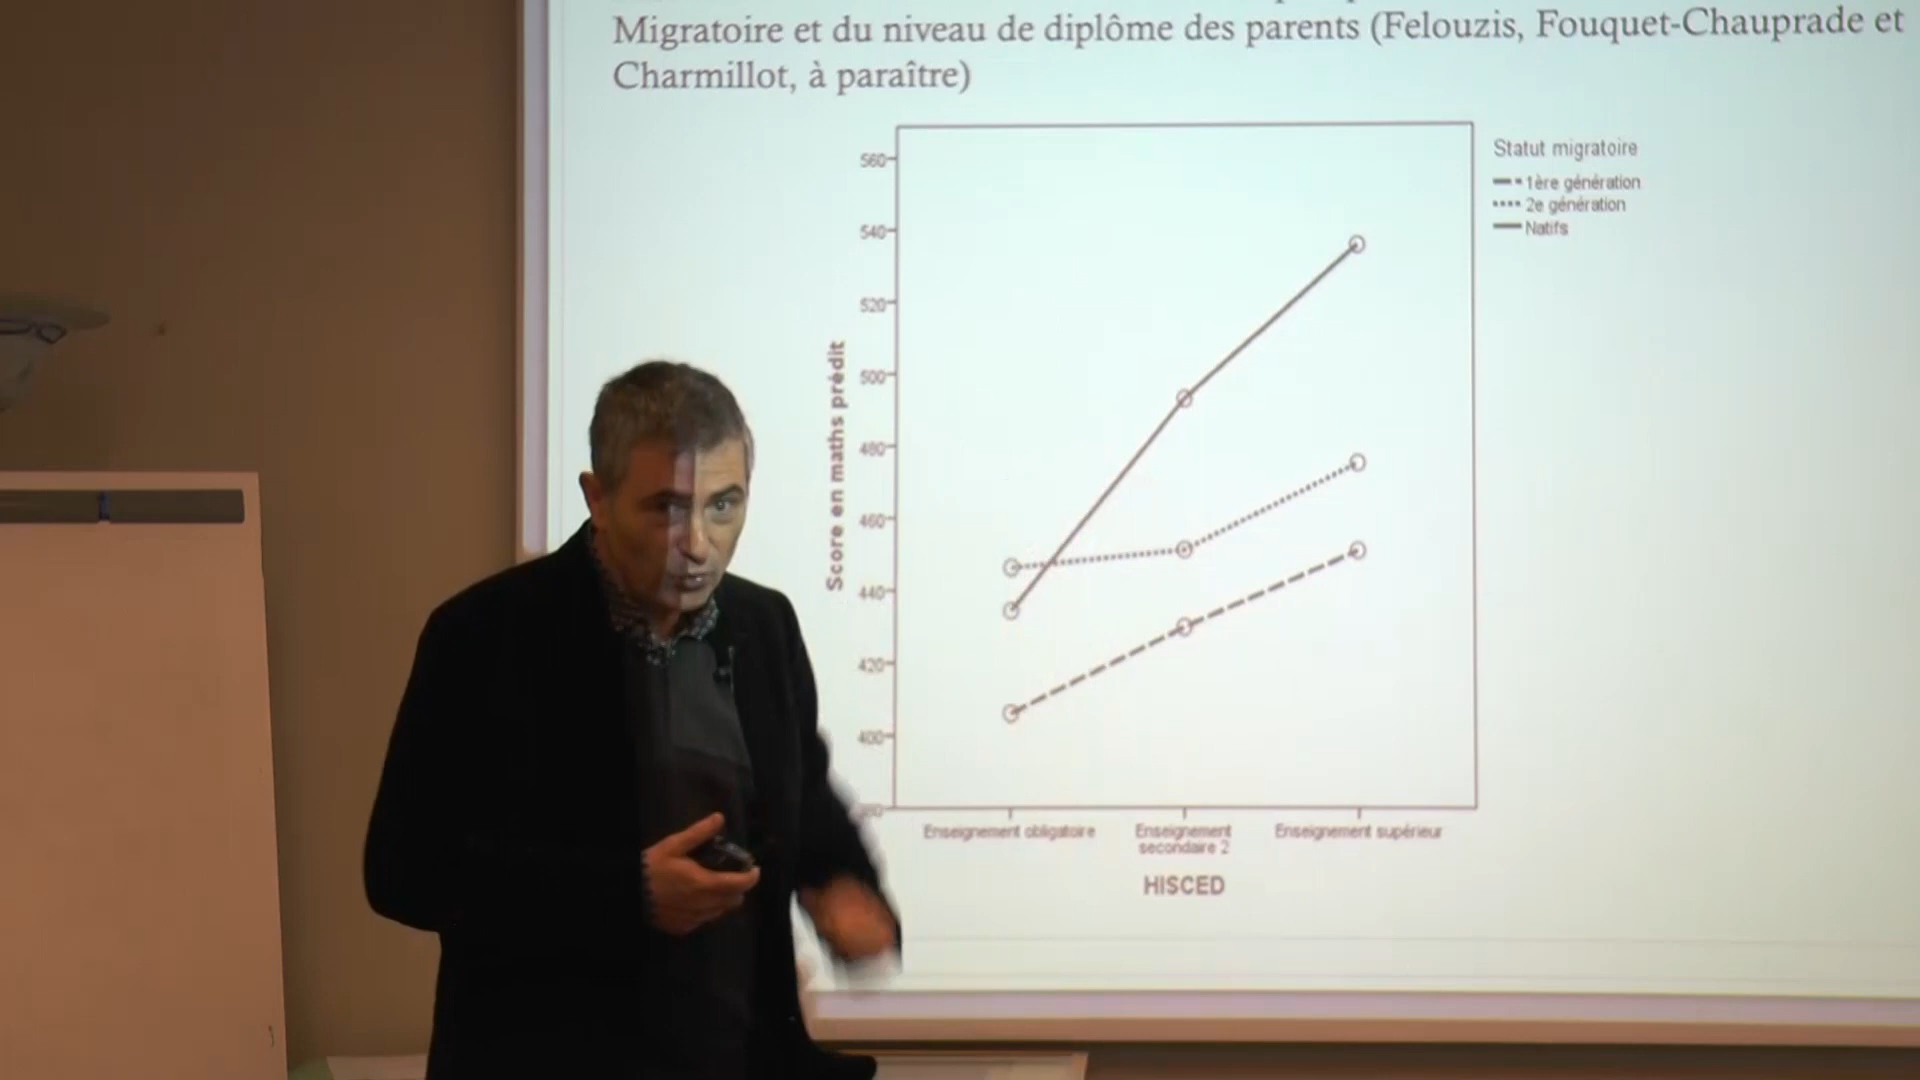 Migratoire et du niveau de diplôme des parents (Felouzis, Fouquet-Chauprade et
Charmillot, à paraître)
Statut migratoire
1ère génération
2e génération
Natifs
Score en maths prédit
560
540
520
500
480
460
440
420
400
Enseignement obligatoire
Enseignement
secondaire 2
Enseignement supérieur
HISCED